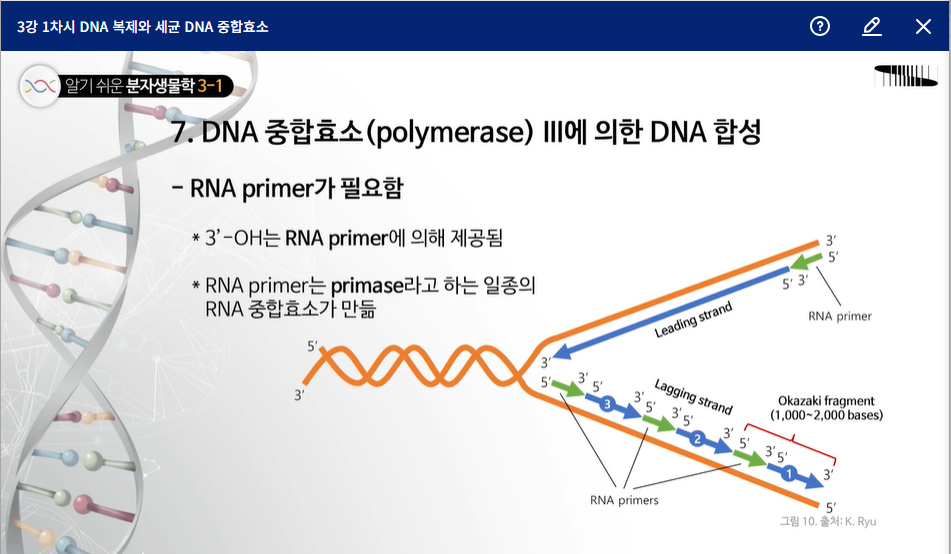 3강 1차시 DNA 복제와 세균 DNA 중합효소
알기 쉬운 분자생물학 3-1
7. DNA 중합효소(polymerase) III에 의한 DNA 합성
- RNA primer가 필요함
* 3’-OH는 RNA primer에 의해 제공됨
* RNA primer는 primase라고 하는 일종의
RNA 중합효소가 만듦
3′
5′
5′ 3′
RNA primer
Leading strand
5′
3′
3′
5′
3′
5′
3
Lagging strand
3′
5′
3′
5′
2
Okazaki fragment
(1,000~2,000 bases)
3′
5′
3′
5′
1
3′
5′
RNA primers
그림 10. 출처: K. Ryu